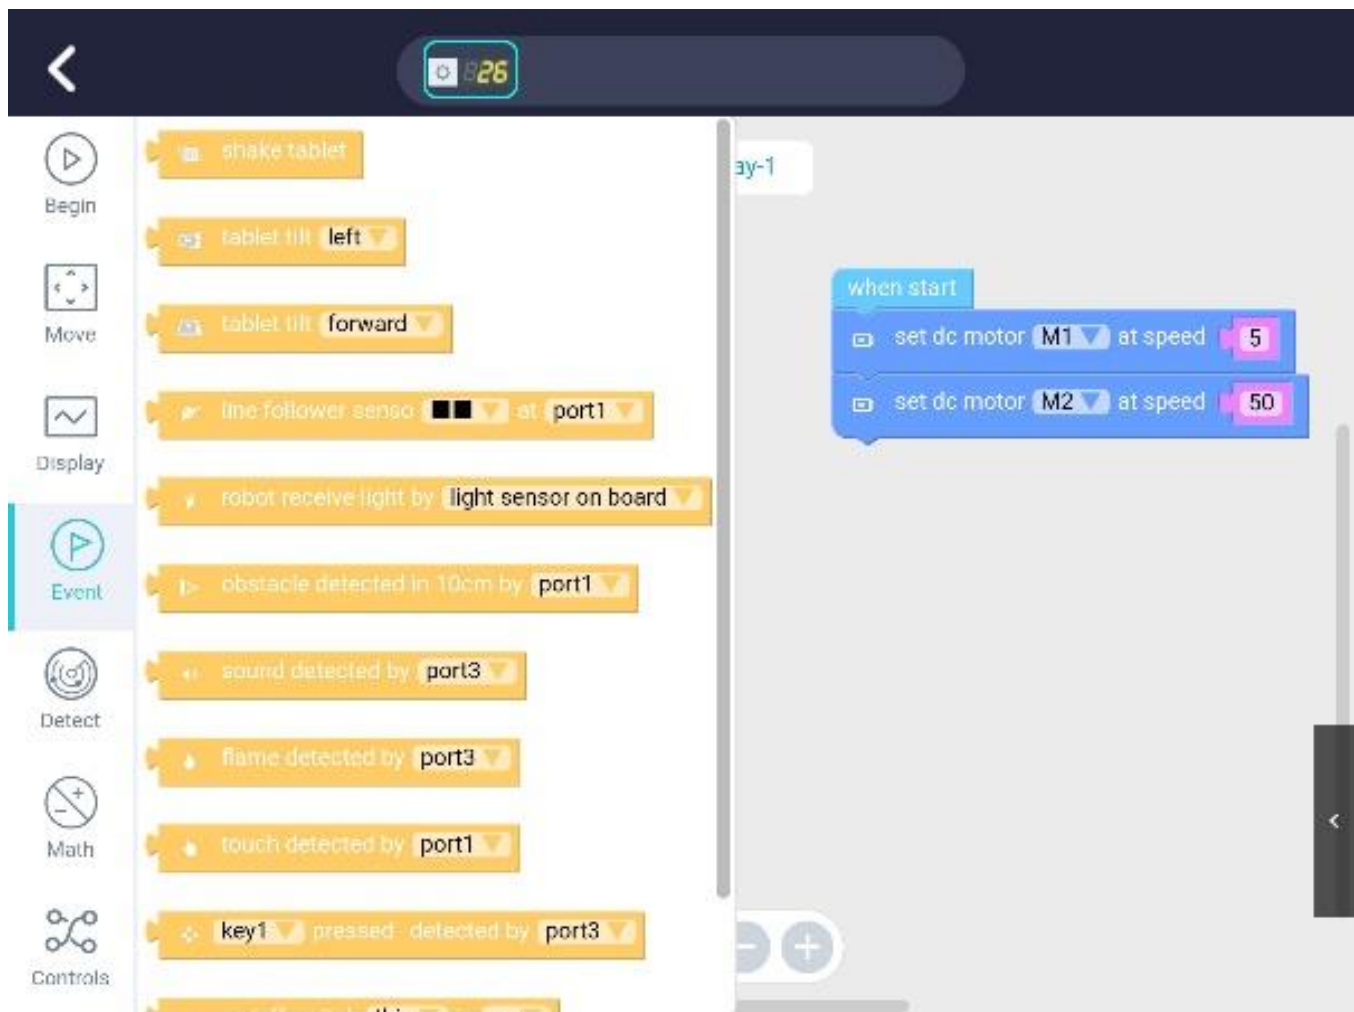 26
Begin
Move
Display
Event
Detect
Math
Controls
shake tablet
tablet tilt left
tablet tilt forward
line follower senso at port1
robot receive light by light sensor on board
obstacle detected in 10cm by port1
sound detected by port3
flame detected by port3
touch detected by port1
key1 pressed detected by port3
ay-1
when start
set dc motor M1 at speed 5
set dc motor M2 at speed 50